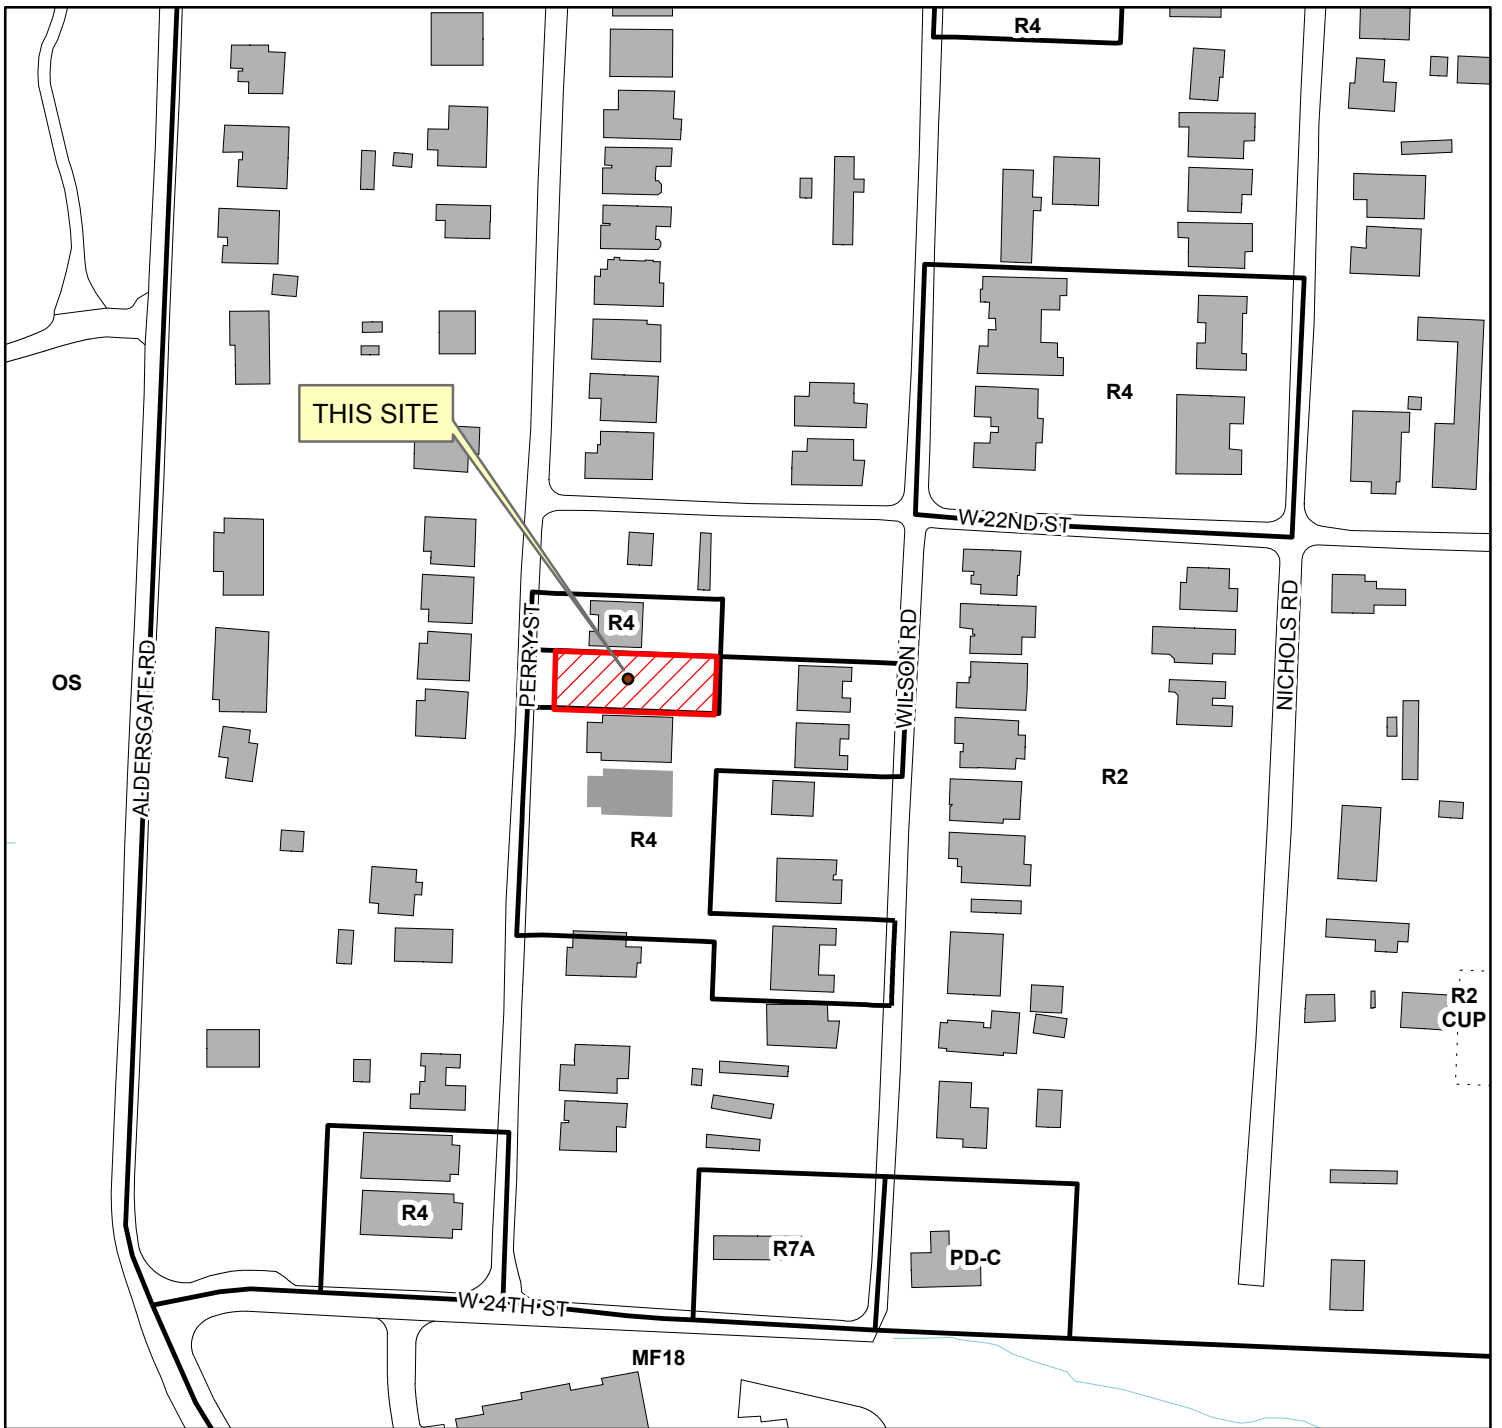 R4
R4
THIS SITE
W 22ND ST
R4
PERRY ST
WILSON RD
NICHOLS RD
ALDERSGATE RD
OS
R2
R4
R2
CUP
R4
R7A
PD-C
W 24TH ST
MF18